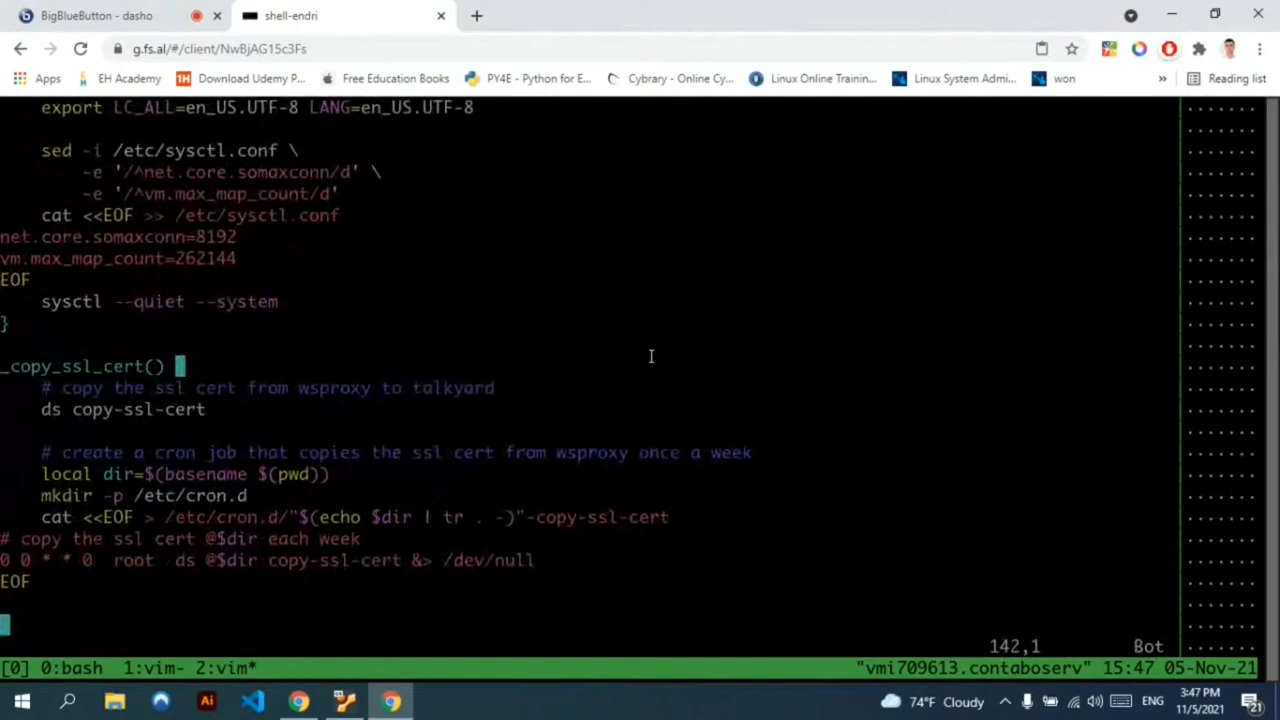 BigBlueButton - dasho
shell-endri
g.fs.al/#/client/NwBjAG15c3Fs
Apps
EH Academy
Download Udemy P...
Free Education Books
PY4E - Python for E...
Cybrary - Online Cy...
Linux Online Trainin...
Linux System Admi...
won
»
Reading list
export LC_ALL=en_US.UTF-8 LANG=en_US.UTF-8
sed -i /etc/sysctl.conf \
-e '/^net.core.somaxconn/d' \
-e '/^vm.max_map_count/d'
cat <<EOF >> /etc/sysctl.conf
net.core.somaxconn=8192
vm.max_map_count=262144
EOF
sysctl --quiet --system
}
_copy_ssl_cert()
# copy the ssl cert from wsproxy to talkyard
ds copy-ssl-cert
# create a cron job that copies the ssl cert from wsproxy once a week
local dir=$(basename $(pwd))
mkdir -p /etc/cron.d
cat <<EOF > /etc/cron.d/"$(echo $dir | tr . -)"-copy-ssl-cert
# copy the ssl cert @$dir each week
0 0 * * 0  root  ds @$dir copy-ssl-cert &> /dev/null
EOF
142,1 Bot
[0] 0:bash  1:vim- 2:vim* "vmi709613.contaboserv" 15:47 05-Nov-21
74°F Cloudy
ENG
3:47 PM
11/5/2021
21